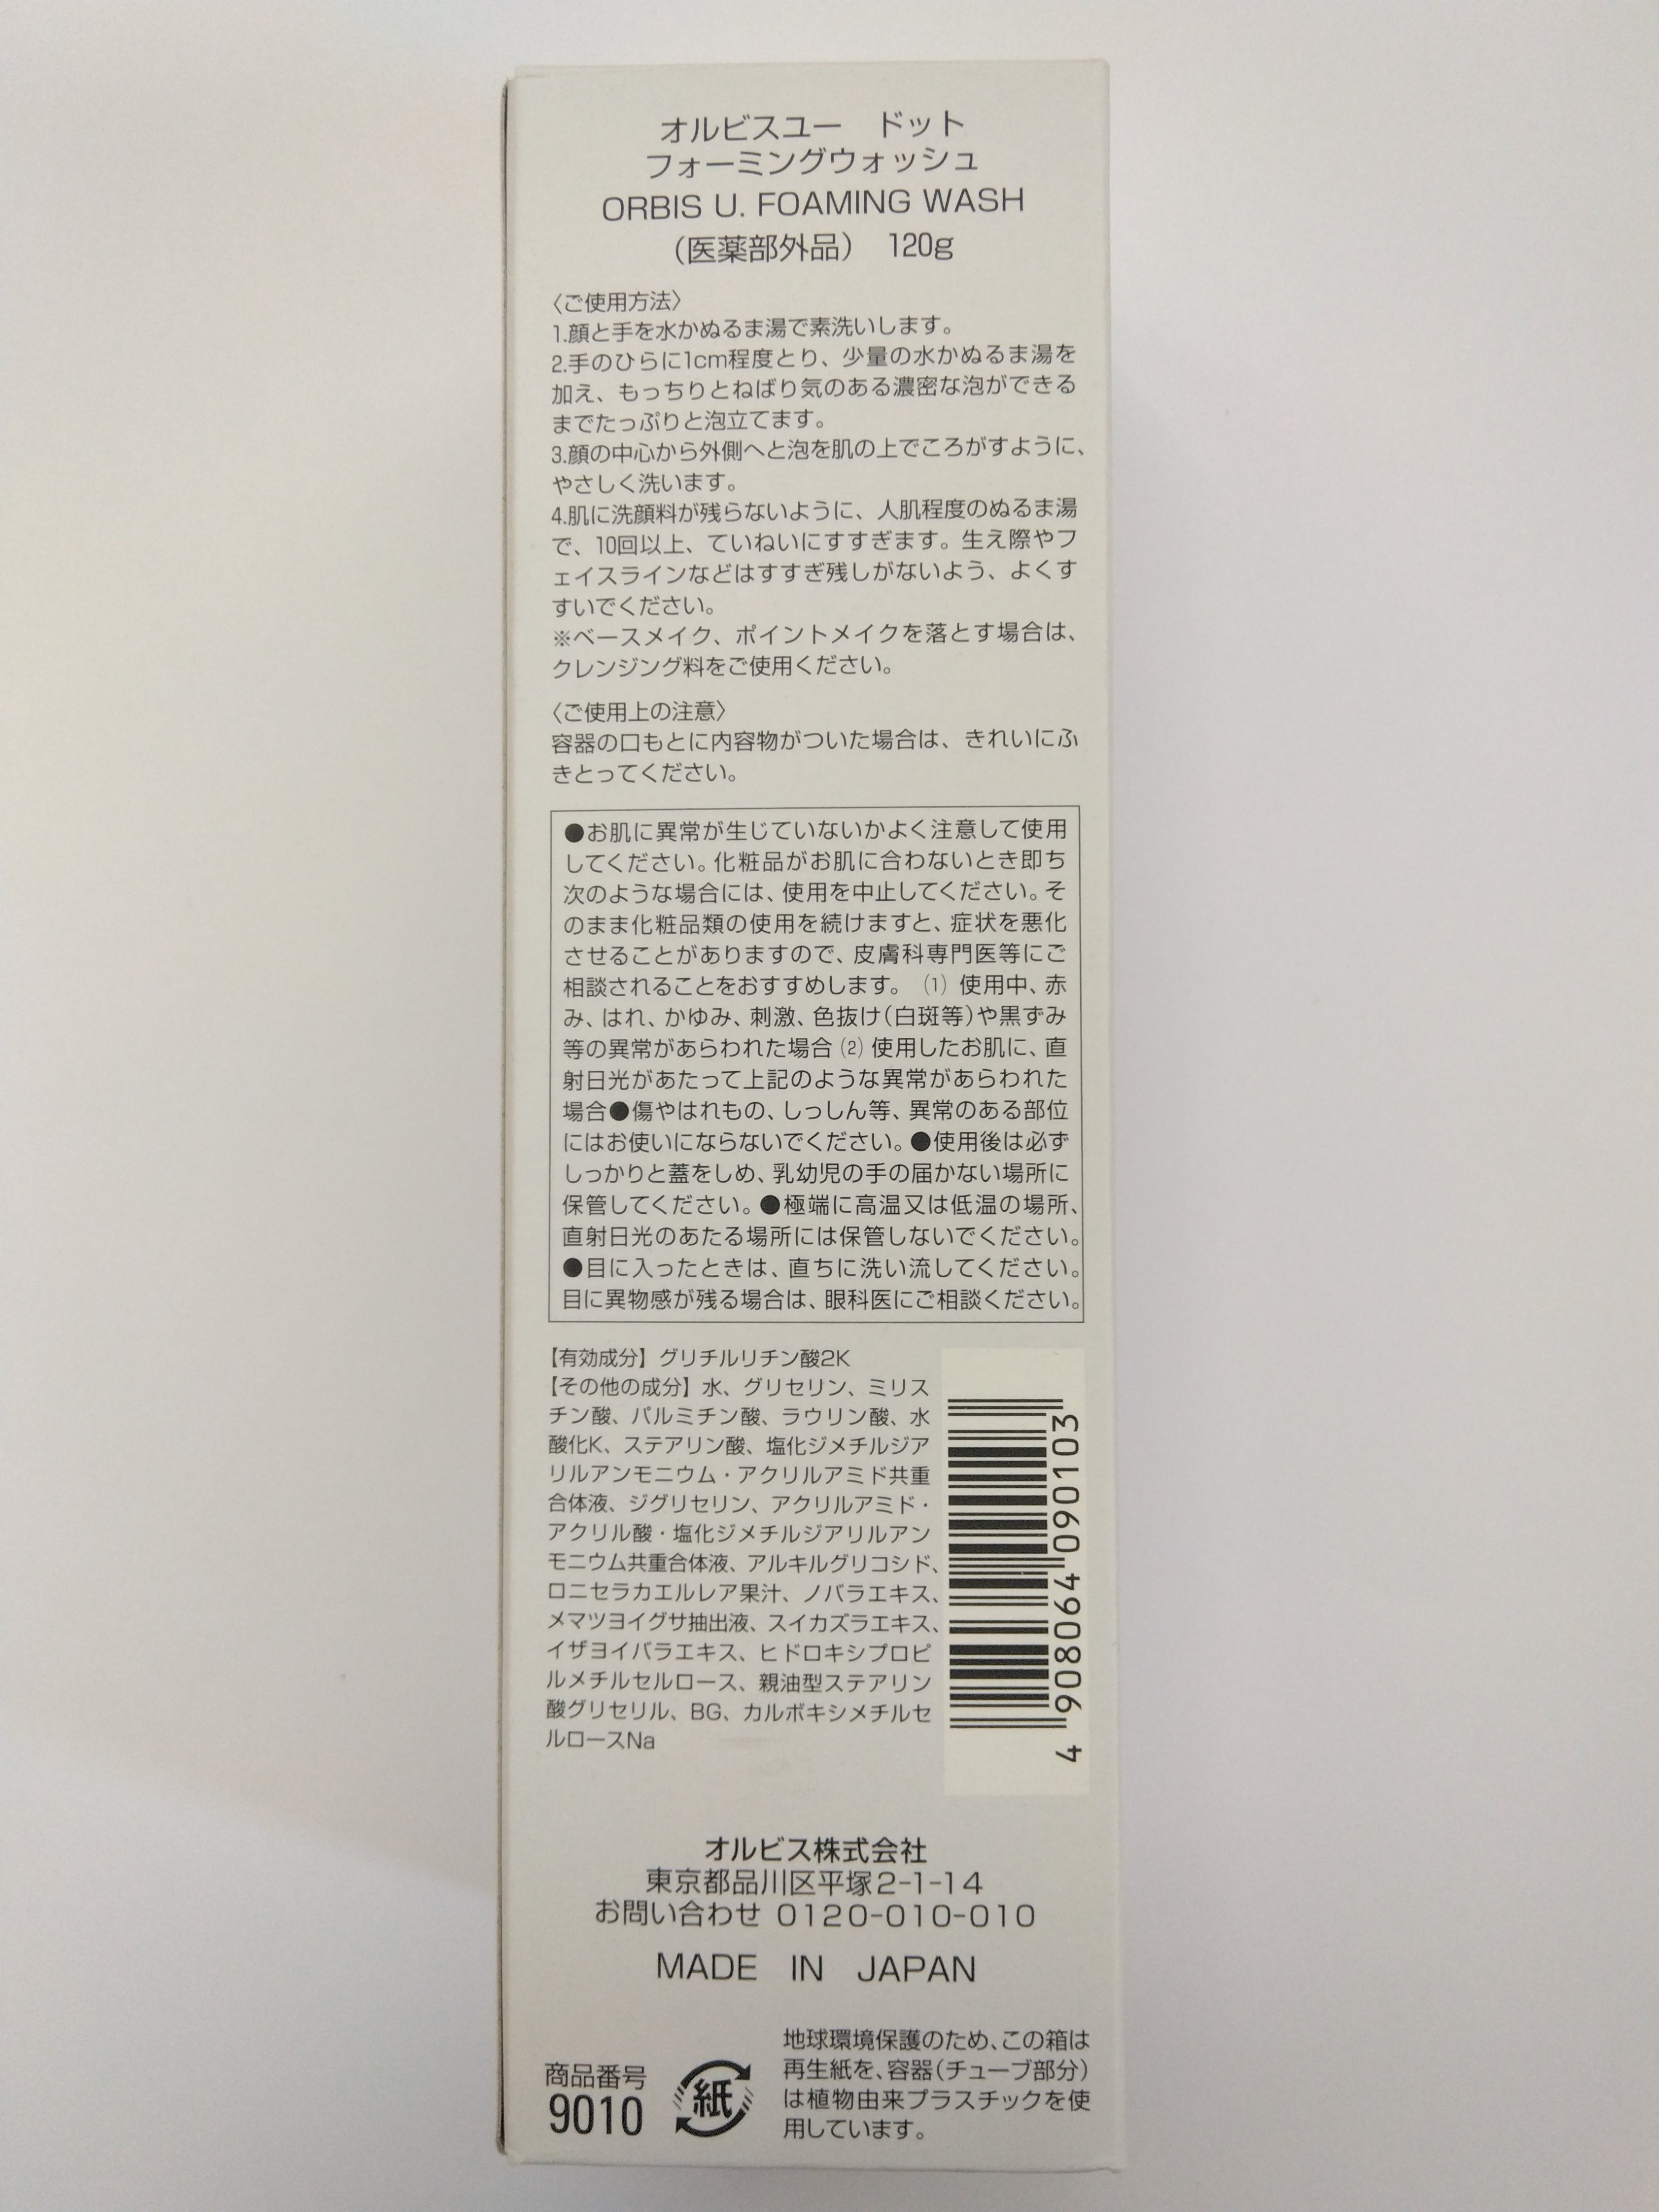 オルビスユー　ドット
フォーミングウォッシュ
ORBIS U. FOAMING WASH
（医薬部外品）　120g
〈ご使用方法〉
1.顔と手を水かぬるま湯で素洗いします。
2.手のひらに1cm程度とり、少量の水かぬるま湯を
加え、もっちりとねばり気のある濃密な泡ができる
までたっぷりと泡立てます。
3.顔の中心から外側へと泡を肌の上でころがすように、
やさしく洗います。
4.肌に洗顔料が残らないように、人肌程度のぬるま湯
で、10回以上、ていねいにすすぎます。生え際やフ
ェイスラインなどはすすぎ残しがないよう、よくす
すいでください。
※ベースメイク、ポイントメイクを落とす場合は、
クレンジング料をご使用ください。
〈ご使用上の注意〉
容器の口もとに内容物がついた場合は、きれいにふ
きとってください。
●お肌に異常が生じていないかよく注意して使用
してください。化粧品がお肌に合わないとき即ち
次のような場合には、使用を中止してください。そ
のまま化粧品類の使用を続けますと、症状を悪化
させることがありますので、皮膚科専門医等にご
相談されることをおすすめします。 ⑴ 使用中、赤
み、はれ、かゆみ、刺激、色抜け（白斑等）や黒ずみ
等の異常があらわれた場合 ⑵ 使用したお肌に、直
射日光があたって上記のような異常があらわれた
場合●傷やはれもの、しっしん等、異常のある部位
にはお使いにならないでください。●使用後は必ず
しっかりと蓋をしめ、乳幼児の手の届かない場所に
保管してください。●極端に高温又は低温の場所、
直射日光のあたる場所には保管しないでください。
●目に入ったときは、直ちに洗い流してください。
目に異物感が残る場合は、眼科医にご相談ください。
【有効成分】グリチルリチン酸2K
【その他の成分】水、グリセリン、ミリス
チン酸、パルミチン酸、ラウリン酸、水
酸化K、ステアリン酸、塩化ジメチルジア
リルアンモニウム・アクリルアミド共重
合体液、ジグリセリン、アクリルアミド・
アクリル酸・塩化ジメチルジアリルアン
モニウム共重合体液、アルキルグリコシド、
ロニセラカエルレア果汁、ノバラエキス、
メマツヨイグサ抽出液、スイカズラエキス、
イザヨイバラエキス、ヒドロキシプロピ
ルメチルセルロース、親油型ステアリン
酸グリセリル、BG、カルボキシメチルセ
ルロースNa
4 908064 090103
オルビス株式会社
東京都品川区平塚2-1-14
お問い合わせ 0120-010-010
MADE IN JAPAN
商品番号
9010
紙
地球環境保護のため、この箱は
再生紙を、容器（チューブ部分）
は植物由来プラスチックを使
用しています。